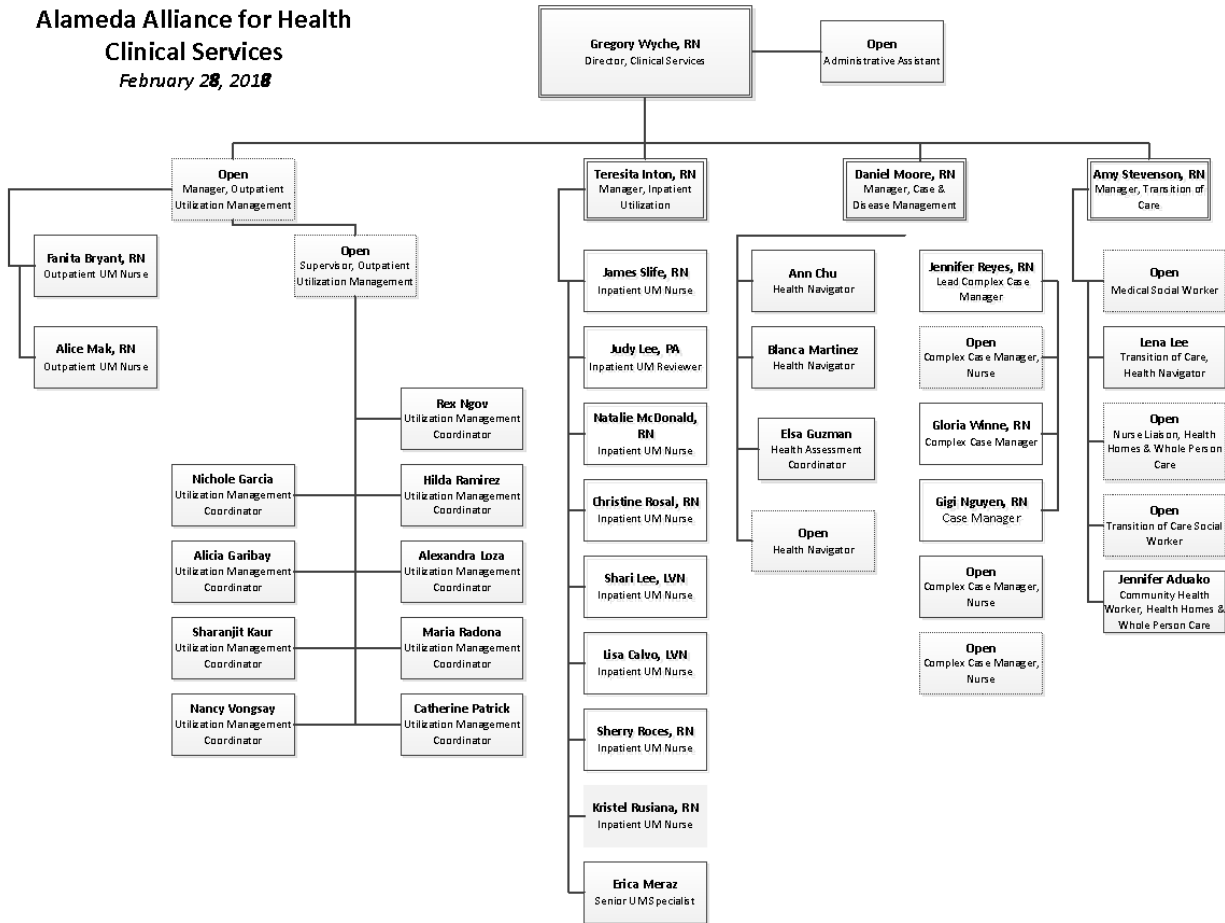 Alameda Alliance for Health
Clinical Services
February 28, 2018
Gregory Wyche, RN
Director, Clinical Services
Open
Administrative Assistant
Open
Manager, Outpatient
Utilization Management
Teresita Inton, RN
Manager, Inpatient
Utilization
Daniel Moore, RN
Manager, Case &
Disease Management
Amy Stevenson, RN
Manager, Transition of
Care
Fanita Bryant, RN
Outpatient UM Nurse
Alice Mak, RN
Outpatient UM Nurse
Open
Supervisor, Outpatient
Utilization Management
Rex Ngov
Utilization Management
Coordinator
Nichole Garcia
Utilization Management
Coordinator
Hilda Ramirez
Utilization Management
Coordinator
Alicia Garibay
Utilization Management
Coordinator
Alexandra Loza
Utilization Management
Coordinator
Sharanjit Kaur
Utilization Management
Coordinator
Maria Radona
Utilization Management
Coordinator
Nancy Vongsay
Utilization Management
Coordinator
Catherine Patrick
Utilization Management
Coordinator
James Slife, RN
Inpatient UM Nurse
Judy Lee, PA
Inpatient UM Reviewer
Natalie McDonald,
RN
Inpatient UM Nurse
Christine Rosal, RN
Inpatient UM Nurse
Shari Lee, LVN
Inpatient UM Nurse
Lisa Calvo, LVN
Inpatient UM Nurse
Sherry Roces, RN
Inpatient UM Nurse
Kristel Rusiana, RN
Inpatient UM Nurse
Erica Meraz
Senior UM Specialist
Ann Chu
Health Navigator
Blanca Martinez
Health Navigator
Elsa Guzman
Health Assessment
Coordinator
Open
Health Navigator
Jennifer Reyes, RN
Lead Complex Case
Manager
Open
Complex Case Manager,
Nurse
Gloria Winne, RN
Complex Case Manager
Gigi Nguyen, RN
Case Manager
Open
Complex Case Manager,
Nurse
Open
Complex Case Manager,
Nurse
Open
Medical Social Worker
Lena Lee
Transition of Care,
Health Navigator
Open
Nurse Liaison, Health
Homes & Whole Person
Care
Open
Transition of Care Social
Worker
Jennifer Aduako
Community Health
Worker, Health Homes &
Whole Person Care